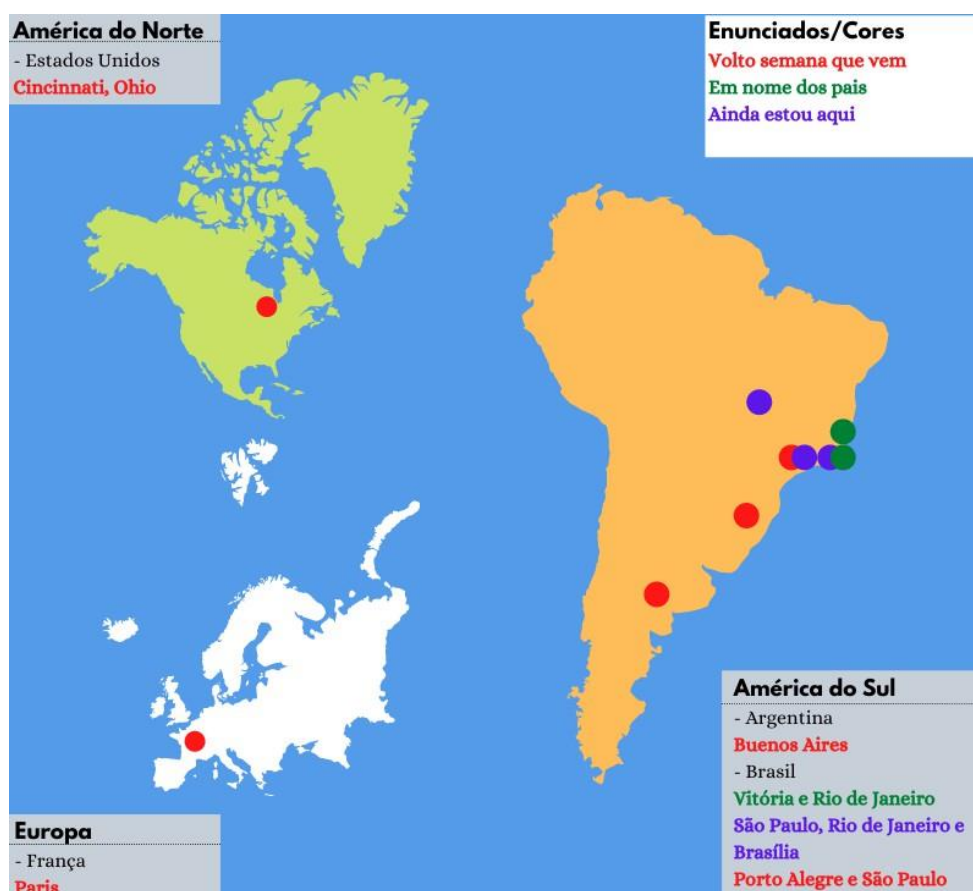 América do Norte
- Estados Unidos
Cincinnati, Ohio
Enunciados/Cores
Volto semana que vem
Em nome dos pais
Ainda estou aqui
América do Sul
- Argentina
Buenos Aires
- Brasil
Vitória e Rio de Janeiro
São Paulo, Rio de Janeiro e
Brasília
Porto Alegre e São Paulo
Europa
- França
Paris